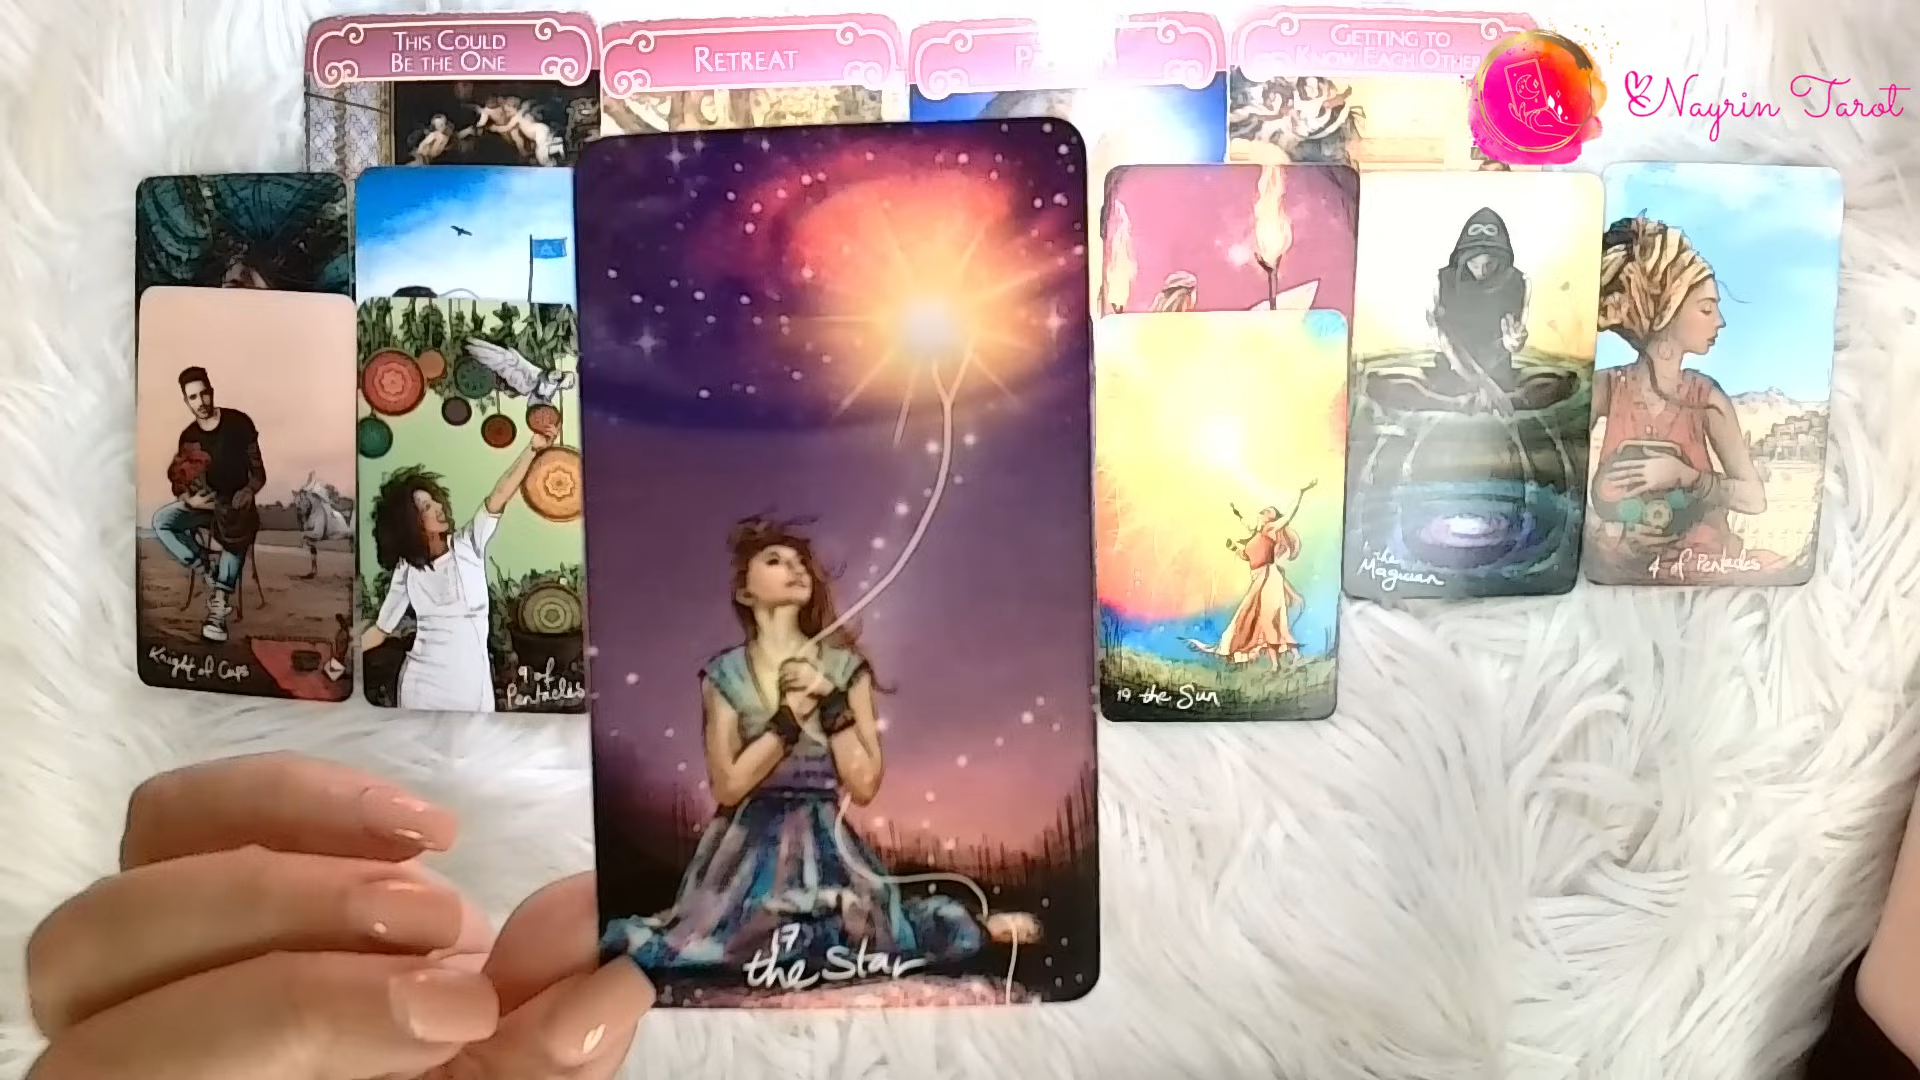 THIS COULD
BE THE ONE
RETREAT
GETTING TO
KNOW EACH OTHER
Nayrin Tarot
Knight of Cups
9 of
Pentacles
17
the Star
19 the Sun
1 the
Magician
4 of Pentacles